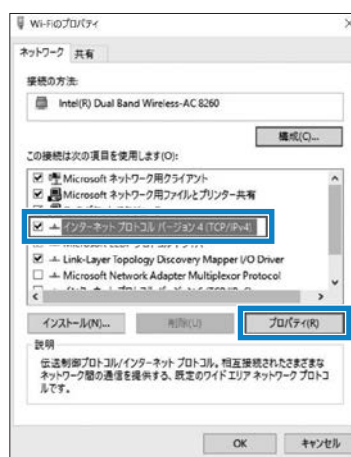 Wi-Fiのプロパティ
ネットワーク 共有
接続の方法:
Intel(R) Dual Band Wireless-AC 8260
構成(C)...
この接続は次の項目を使用します(O):
Microsoft ネットワーク用クライアント
Microsoft ネットワーク用ファイルとプリンター共有
インターネット プロトコル バージョン 4 (TCP/IPv4)
Link-Layer Topology Discovery Mapper I/O Driver
Microsoft Network Adapter Multiplexor Protocol
インストール(N)... 削除(U) プロパティ(R)
説明
伝送制御プロトコル/インターネット プロトコル。相互接続されたさまざまな
ネットワーク間の通信を提供する、既定のワイド エリア ネットワーク プロトコ
ルです。
OK キャンセル